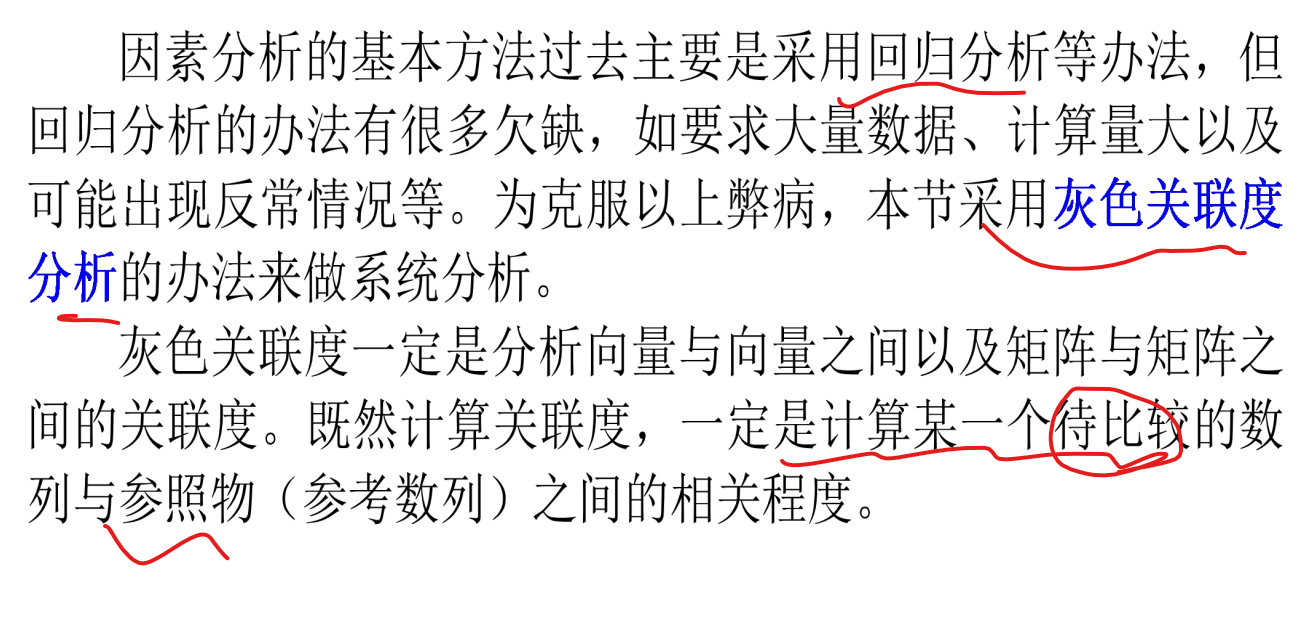 因素分析的基本方法过去主要是采用回归分析等办法，但
回归分析的办法有很多欠缺，如要求大量数据、计算量大以及
可能出现反常情况等。为克服以上弊病，本节采用灰色关联度
分析的办法来做系统分析。
灰色关联度一定是分析向量与向量之间以及矩阵与矩阵之
间的关联度。既然计算关联度，一定是计算某一个待比较的数
列与参照物（参考数列）之间的相关程度。